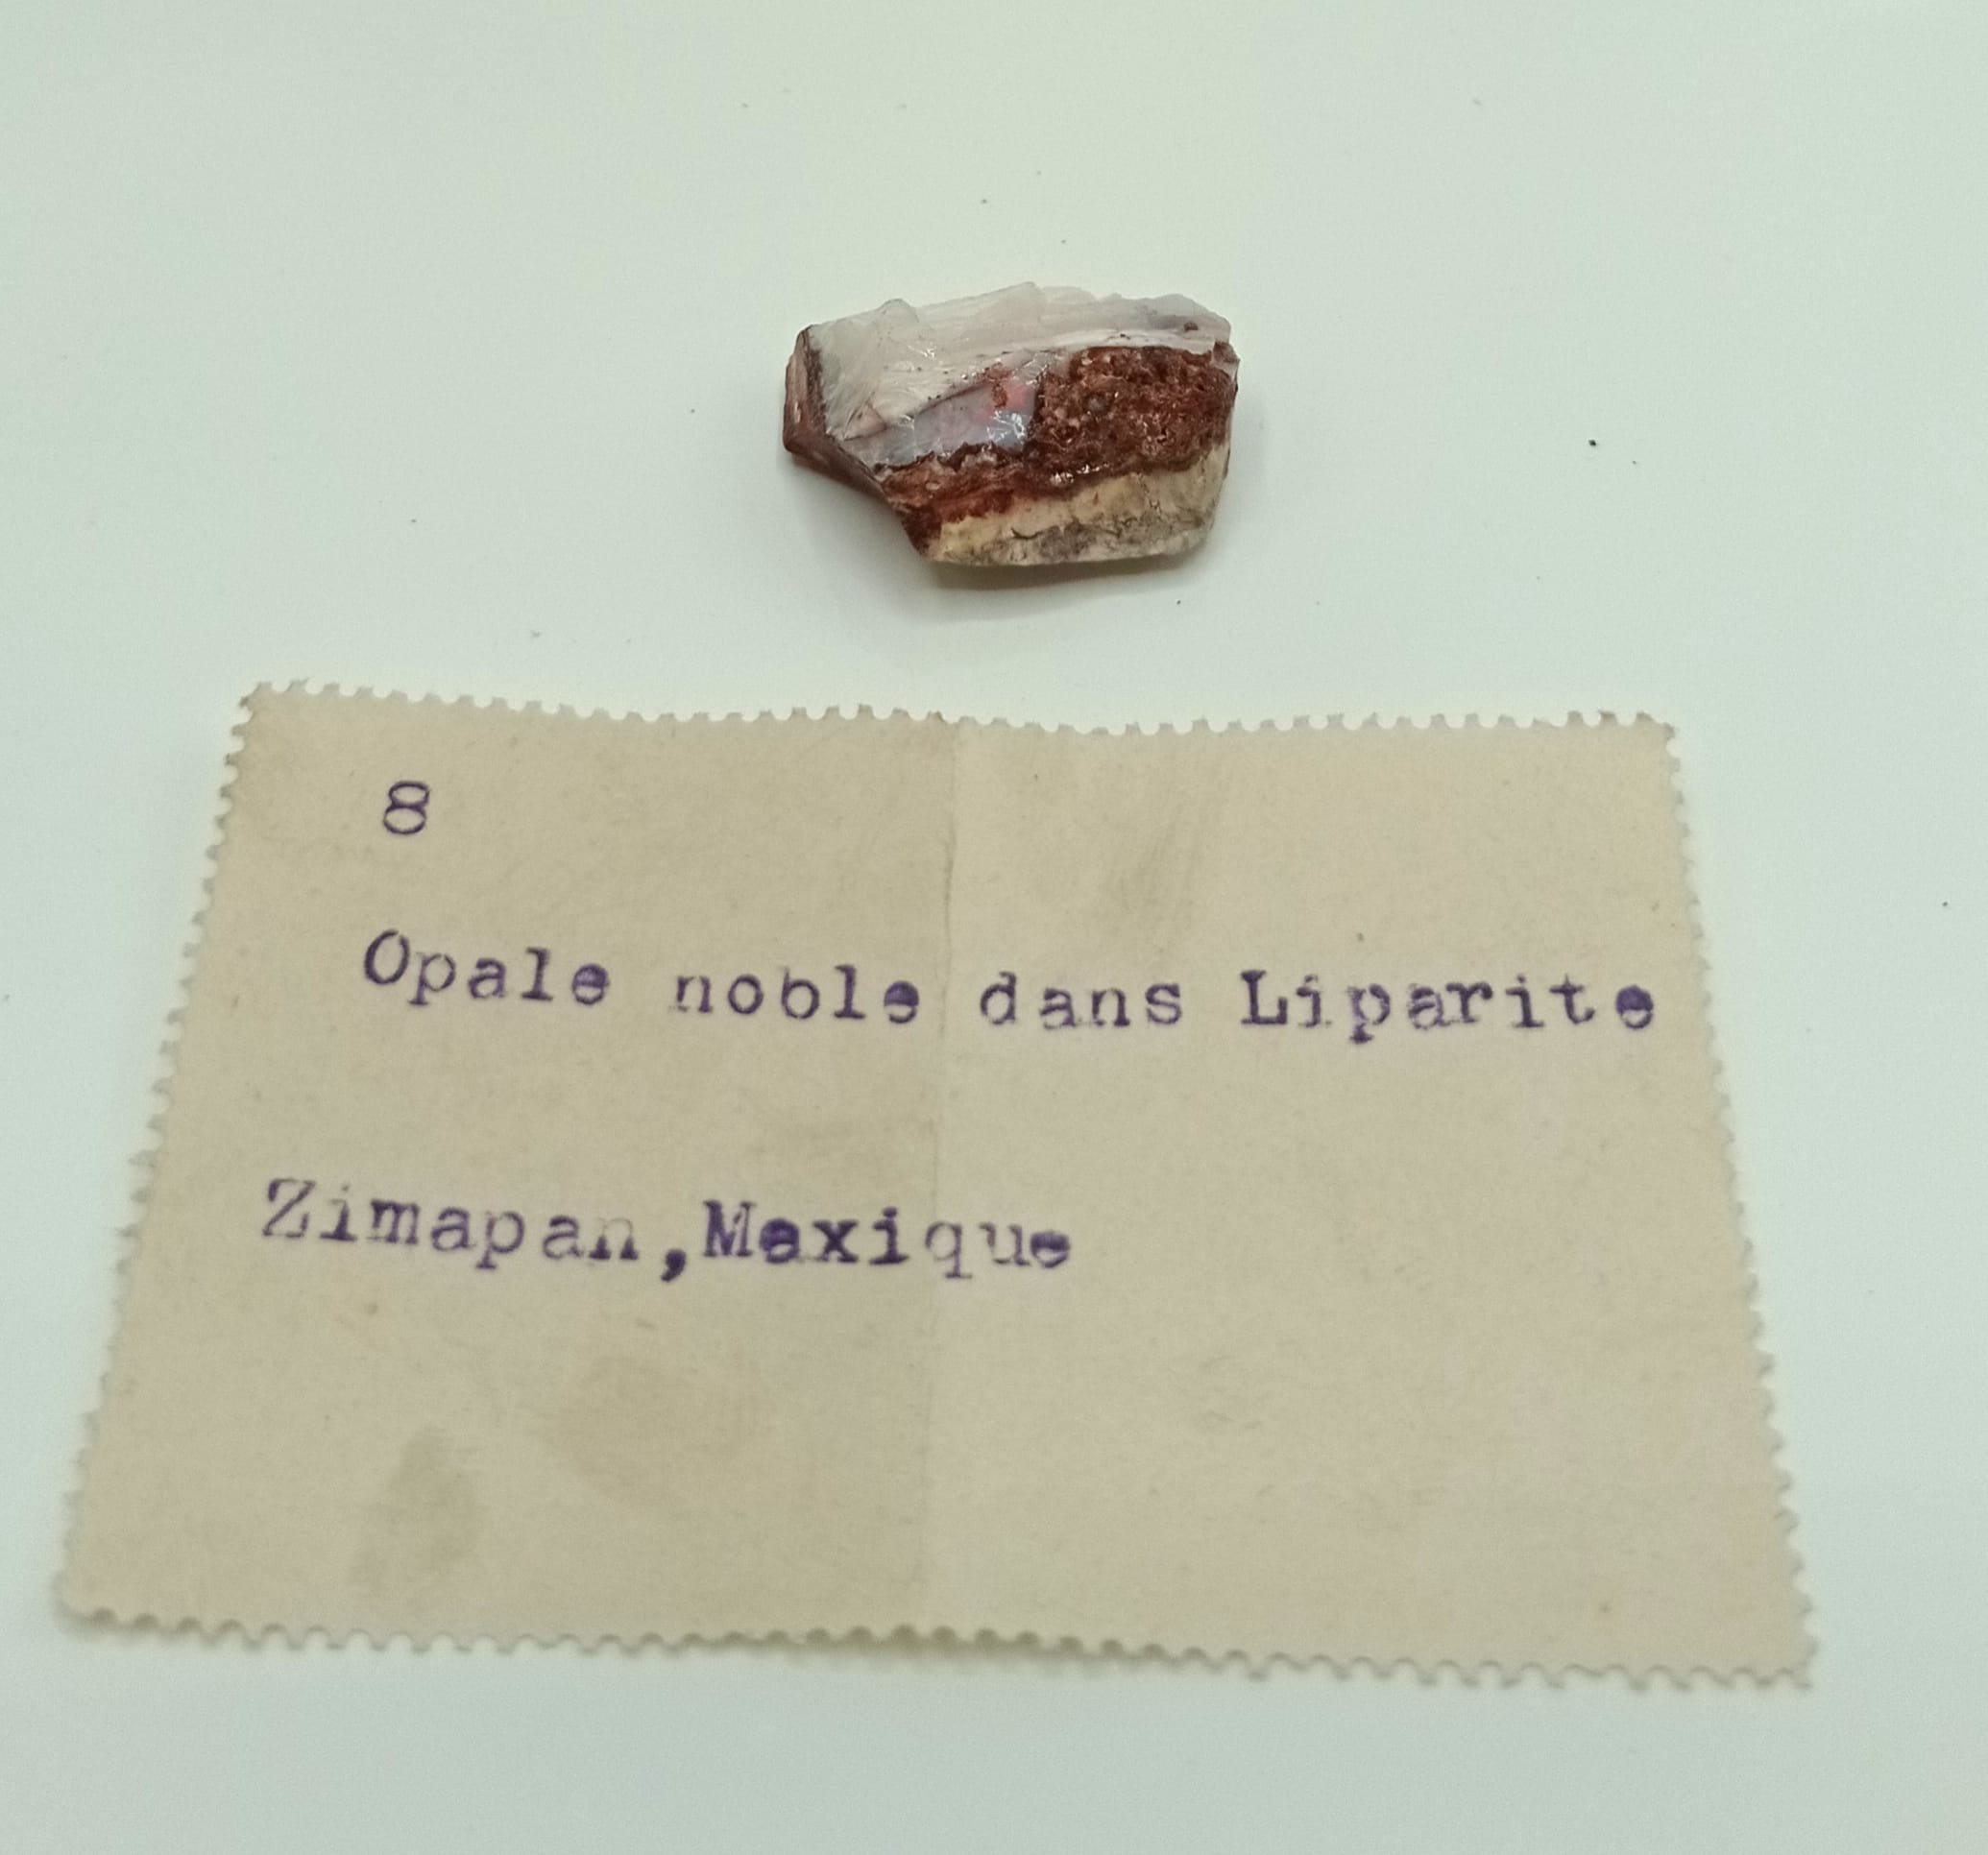 8
Opale noble dans Liparite
Zimapan,Mexique